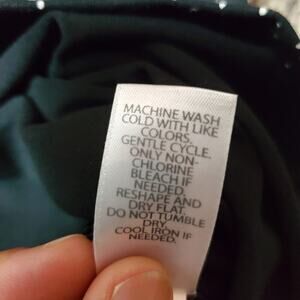 MACHINE WASH
COLD WITH LIKE
COLORS.
GENTLE CYCLE.
ONLY NON-
CHLORINE
BLEACH IF
NEEDED.
RESHAPE AND
DRY FLAT.
DO NOT TUMBLE
DRY.
COOL IRON IF
NEEDED.